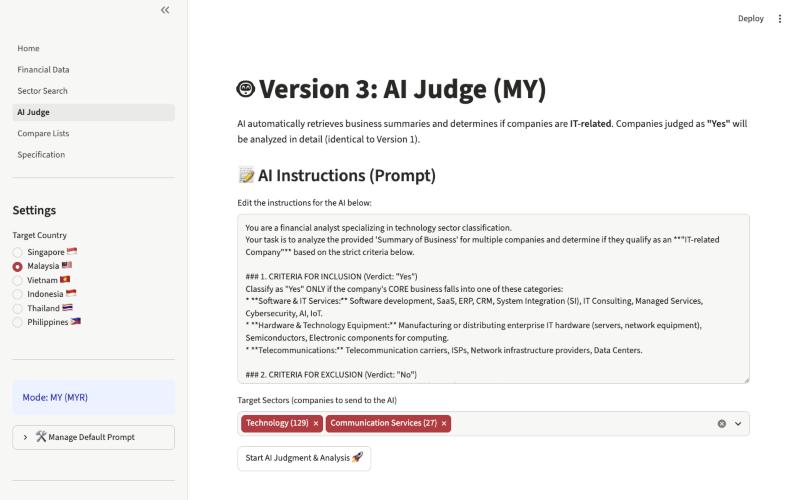 Deploy
Home
Financial Data
Sector Search
AI Judge
Compare Lists
Specification
Settings
Target Country
Singapore
Malaysia
Vietnam
Indonesia
Thailand
Philippines
Mode: MY (MYR)
Manage Default Prompt
Version 3: AI Judge (MY)
AI automatically retrieves business summaries and determines if companies are IT-related. Companies judged as "Yes" will
be analyzed in detail (identical to Version 1).
AI Instructions (Prompt)
Edit the instructions for the AI below:
You are a financial analyst specializing in technology sector classification.
Your task is to analyze the provided 'Summary of Business' for multiple companies and determine if they qualify as an **"IT-related
Company"** based on the strict criteria below.
### 1. CRITERIA FOR INCLUSION (Verdict: "Yes")
Classify as "Yes" ONLY if the company's CORE business falls into one of these categories:
* **Software & IT Services:** Software development, SaaS, ERP, CRM, System Integration (SI), IT Consulting, Managed Services,
Cybersecurity, AI, IoT.
* **Hardware & Technology Equipment:** Manufacturing or distributing enterprise IT hardware (servers, network equipment),
Semiconductors, Electronic components for computing.
* **Telecommunications:** Telecommunication carriers, ISPs, Network infrastructure providers, Data Centers.
### 2. CRITERIA FOR EXCLUSION (Verdict: "No")
Target Sectors (companies to send to the AI)
Technology (129) × Communication Services (27) ×
Start AI Judgment & Analysis